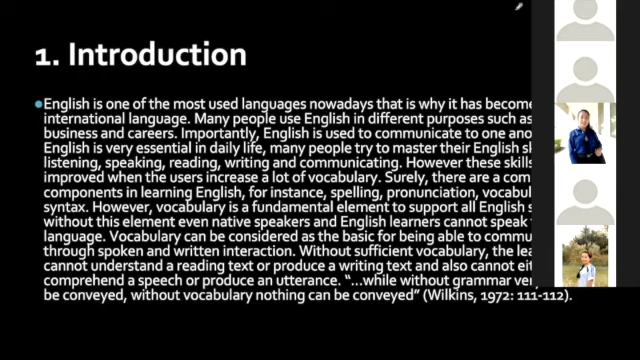 1. Introduction
English is one of the most used languages nowadays that is why it has become
international language. Many people use English in different purposes such as
business and careers. Importantly, English is used to communicate to one
English is very essential in daily life, many people try to master their English
listening, speaking, reading, writing and communicating. However these skills
improved when the users increase a lot of vocabulary. Surely, there are a
components in learning English, for instance, spelling, pronunciation,
syntax. However, vocabulary is a fundamental element to support all English
without this element even native speakers and English learners cannot speak
language. Vocabulary can be considered as the basic for being able to
through spoken and written interaction. Without sufficient vocabulary, the
cannot understand a reading text or produce a writing text and also cannot
comprehend a speech or produce an utterance. “...while without grammar
be conveyed, without vocabulary nothing can be conveyed” (Wilkins, 1972: 111-112).